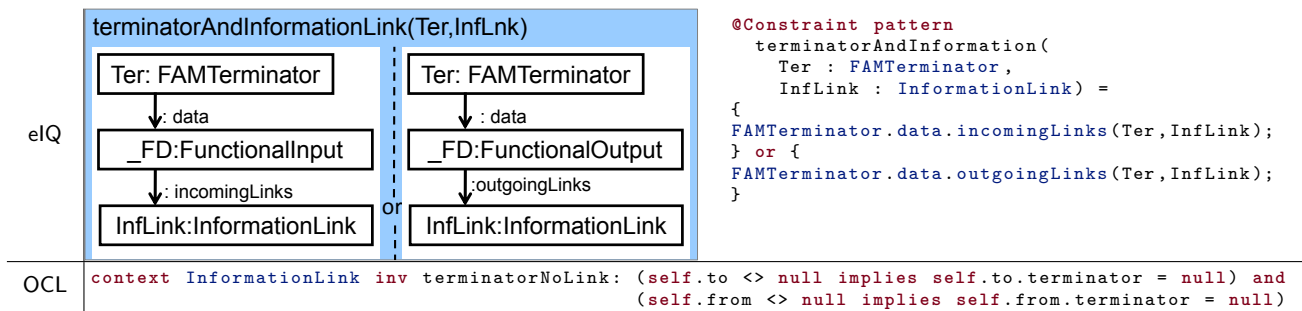 eIQ
terminatorAndInformationLink(Ter,InfLnk)
Ter: FAMTerminator
: data
_FD:FunctionalInput
: incomingLinks
InfLink:InformationLink
or
Ter: FAMTerminator
: data
_FD:FunctionalOutput
:outgoingLinks
InfLink:InformationLink
@Constraint pattern
terminatorAndInformation(
Ter : FAMTerminator,
InfLink : InformationLink) =
{
FAMTerminator.data.incomingLinks(Ter,InfLink);
} or {
FAMTerminator.data.outgoingLinks(Ter,InfLink);
}
OCL
context InformationLink inv terminatorNoLink: (self.to <> null implies self.to.terminator = null) and
(self.from <> null implies self.from.terminator = null)